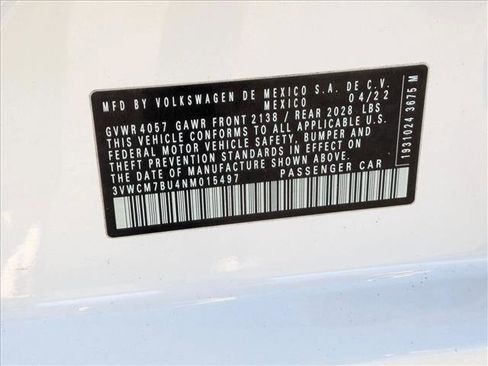 MFD BY VOLKSWAGEN DE MEXICO S.A. DE C.V.
MEXICO 04/22
GVWR 4057 GAWR FRONT 2138 / REAR 2028 LBS
THIS VEHICLE CONFORMS TO ALL APPLICABLE U.S.
FEDERAL MOTOR VEHICLE SAFETY, BUMPER AND
THEFT PREVENTION STANDARDS IN EFFECT ON
THE DATE OF MANUFACTURE SHOWN ABOVE
3VWCM7BU4NM015497 PASSENGER CAR
1931024 3675 M